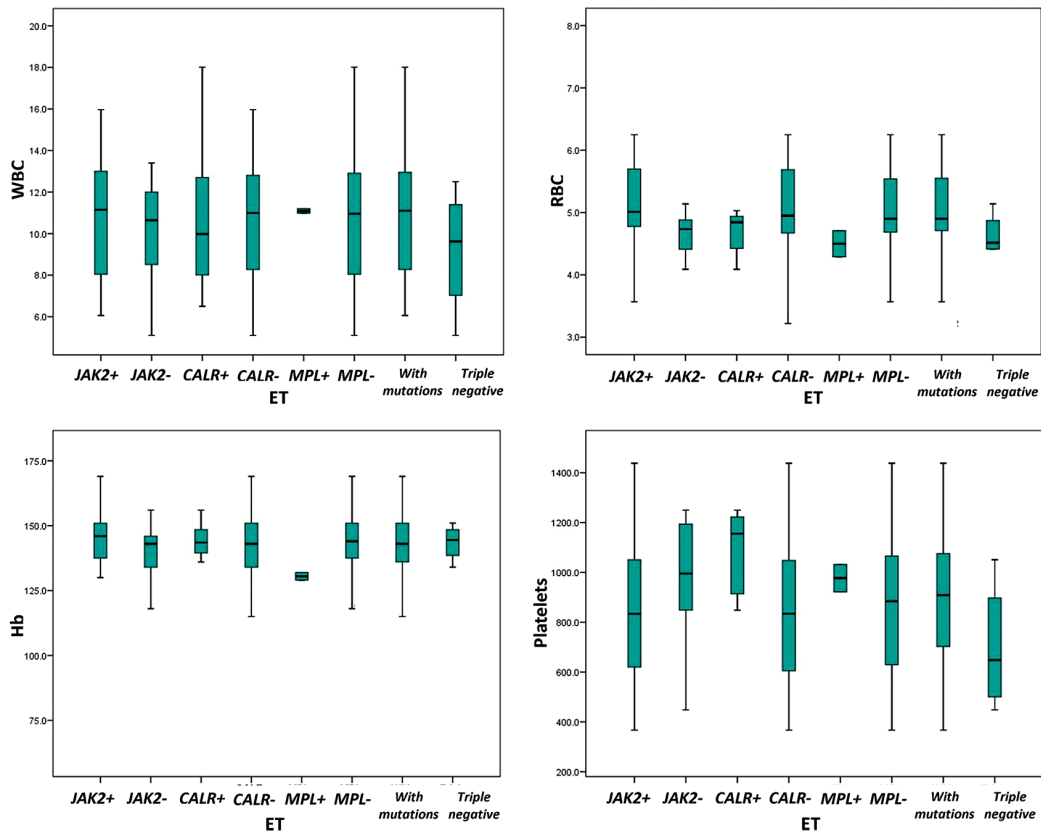 20.0
18.0
16.0
14.0
12.0
10.0
8.0
6.0
WBC
JAK2+ JAK2- CALR+ CALR- MPL+ MPL- With mutations Triple negative
ET
8.0
7.0
6.0
5.0
4.0
3.0
RBC
JAK2+ JAK2- CALR+ CALR- MPL+ MPL- With mutations Triple negative
ET
175.0
150.0
125.0
100.0
75.0
Hb
JAK2+ JAK2- CALR+ CALR- MPL+ MPL- With mutations Triple negative
ET
1400.0
1200.0
1000.0
800.0
600.0
400.0
200.0
Platelets
JAK2+ JAK2- CALR+ CALR- MPL+ MPL- With mutations Triple negative
ET